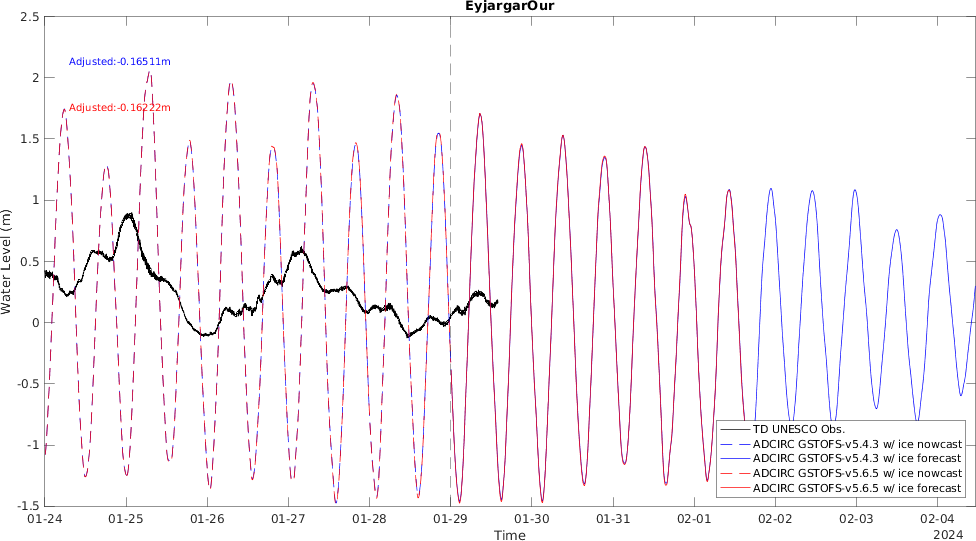 EyjargarOur
2.5
2
1.5
1
0.5
0
-0.5
-1
-1.5
Water Level (m)
Adjusted:-0.16511m
Adjusted:-0.16222m
TD UNESCO Obs.
ADCIRC GSTOFS-v5.4.3 w/ ice nowcast
ADCIRC GSTOFS-v5.4.3 w/ ice forecast
ADCIRC GSTOFS-v5.6.5 w/ ice nowcast
ADCIRC GSTOFS-v5.6.5 w/ ice forecast
01-24 01-25 01-26 01-27 01-28 01-29 01-30 01-31 02-01 02-02 02-03 02-04
Time
2024